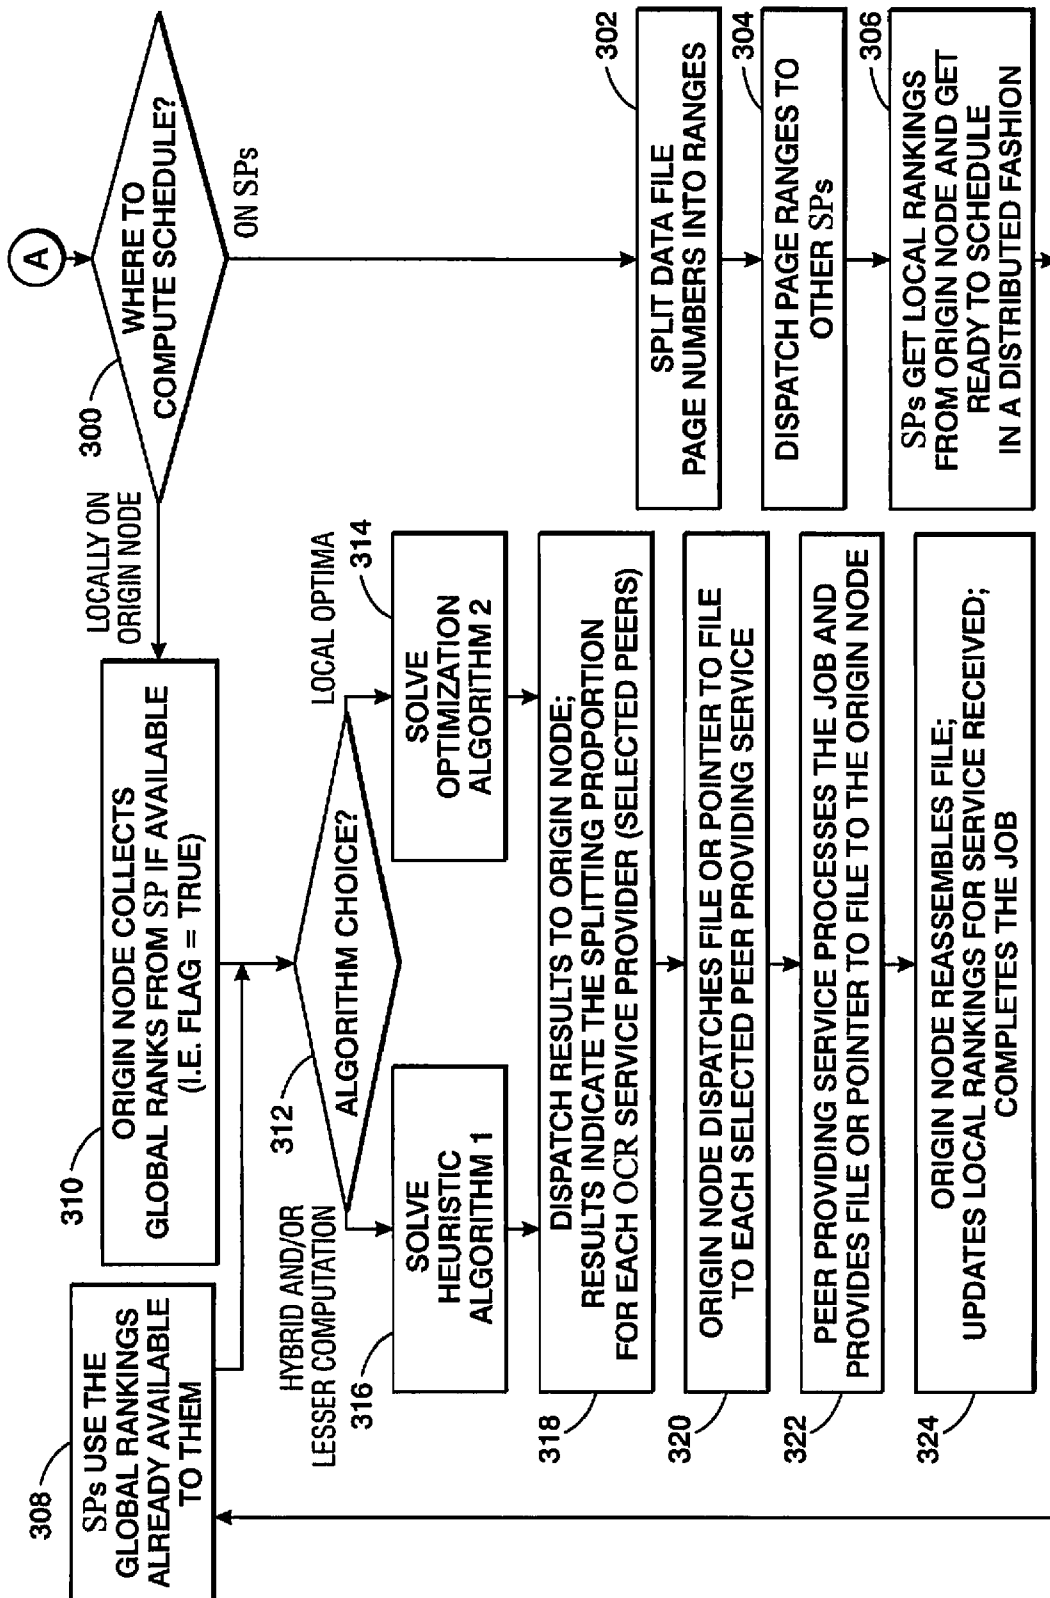 A
WHERE TO
COMPUTE SCHEDULE?
300
ON SPs
LOCALLY ON
ORIGIN NODE
302
SPLIT DATA FILE
PAGE NUMBERS INTO RANGES
304
DISPATCH PAGE RANGES TO
OTHER SPs
306
SPs GET LOCAL RANKINGS
FROM ORIGIN NODE AND GET
READY TO SCHEDULE
IN A DISTRIBUTED FASHION
308
SPs USE THE
GLOBAL RANKINGS
ALREADY AVAILABLE
TO THEM
310
ORIGIN NODE COLLECTS
GLOBAL RANKS FROM SP IF AVAILABLE
(I.E. FLAG = TRUE)
312
ALGORITHM CHOICE?
HYBRID AND/OR
LESSER COMPUTATION
LOCAL OPTIMA
316
SOLVE
HEURISTIC
ALGORITHM 1
314
SOLVE
OPTIMIZATION
ALGORITHM 2
318
DISPATCH RESULTS TO ORIGIN NODE;
RESULTS INDICATE THE SPLITTING PROPORTION
FOR EACH OCR SERVICE PROVIDER (SELECTED PEERS)
320
ORIGIN NODE DISPATCHES FILE OR POINTER TO FILE
TO EACH SELECTED PEER PROVIDING SERVICE
322
PEER PROVIDING SERVICE PROCESSES THE JOB AND
PROVIDES FILE OR POINTER TO FILE TO THE ORIGIN NODE
324
ORIGIN NODE REASSEMBLES FILE;
UPDATES LOCAL RANKINGS FOR SERVICE RECEIVED;
COMPLETES THE JOB